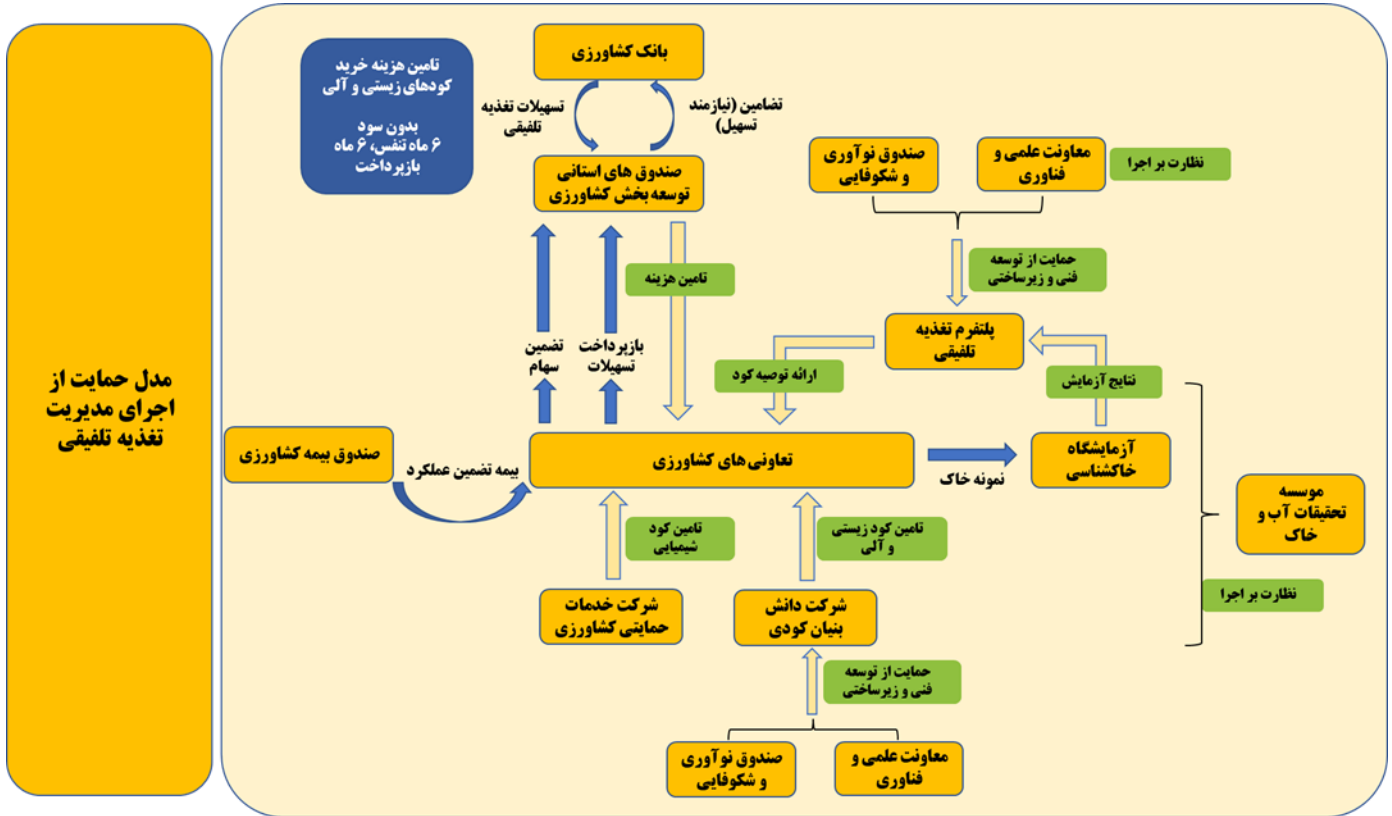 مدل حمایت از
اجرای مدیریت
تغذیه تلفیقی
تامین هزینه خرید
کودهای زیستی و آلی
بدون سود
۶ ماه تنفس، ۶ ماه
بازپرداخت
بانک کشاورزی
تضامین (نیازمند
تسهیل)
تسهیلات تغذیه
تلفیقی
صندوق های استانی
توسعه بخش کشاورزی
نظارت بر اجرا
معاونت علمی و
فناوری
صندوق نوآوری
و شکوفایی
حمایت از توسعه
فنی و زیرساختی
تامین هزینه
پلتفرم تغذیه
تلفیقی
بازپرداخت
تسهیلات
تضمین
سهام
نتایج آزمایش
ارائه توصیه کود
آزمایشگاه
خاکشناسی
نمونه خاک
تعاونی های کشاورزی
بیمه تضمین عملکرد
صندوق بیمه کشاورزی
موسسه
تحقیقات آب و
خاک
نظارت بر اجرا
تامین کود زیستی
و آلی
تامین کود
شیمیایی
شرکت دانش
بنیان کودی
شرکت خدمات
حمایتی کشاورزی
حمایت از توسعه
فنی و زیرساختی
معاونت علمی و
فناوری
صندوق نوآوری
و شکوفایی